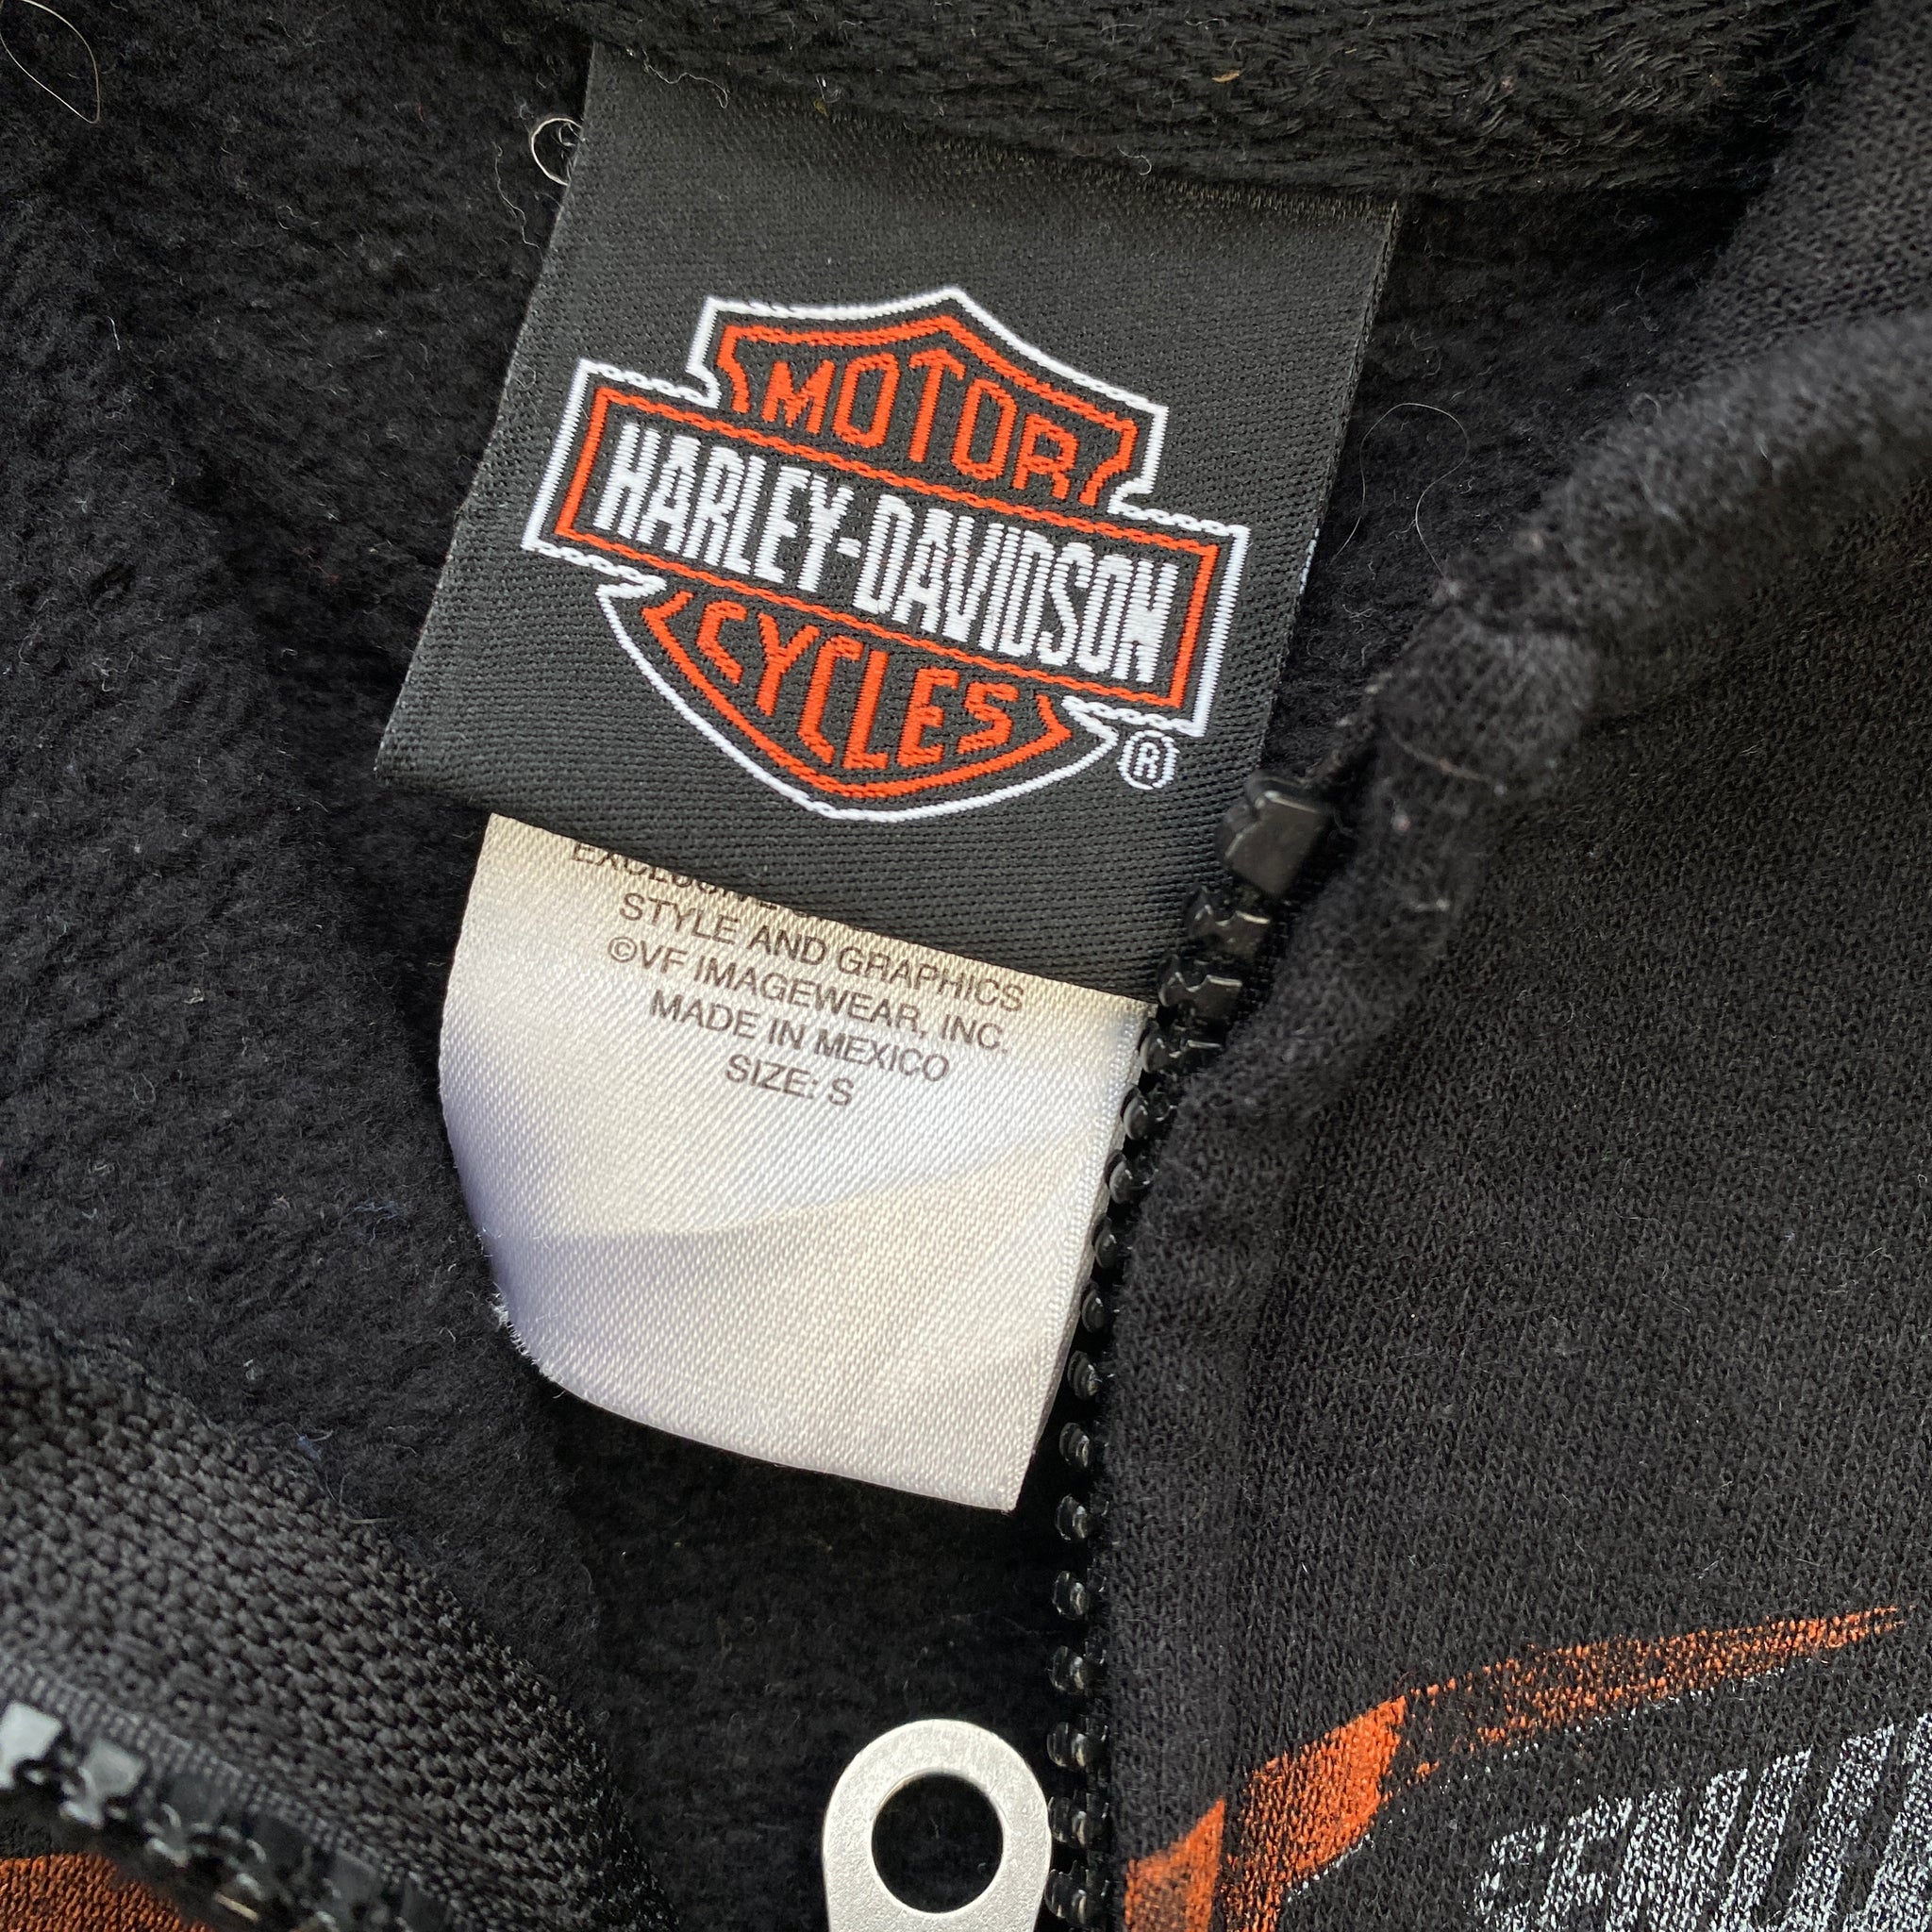 MOTOR
HARLEY-DAVIDSON
CYCLES
®
STYLE AND GRAPHICS
©VF IMAGEWEAR, INC.
MADE IN MEXICO
SIZE: S